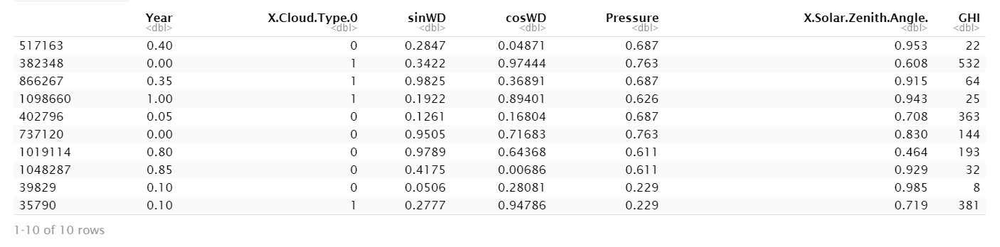 Year X.Cloud.Type.0 sinWD cosWD Pressure X.Solar.Zenith.Angle. GHI
<dbl> <dbl> <dbl> <dbl> <dbl> <dbl> <dbl>
517163 0.40 0 0.2847 0.04871 0.687 0.953 22
382348 0.00 1 0.3422 0.97444 0.763 0.608 532
866267 0.35 1 0.9825 0.36891 0.687 0.915 64
1098660 1.00 1 0.1922 0.89401 0.626 0.943 25
402796 0.05 0 0.1261 0.16804 0.687 0.708 363
737120 0.00 0 0.9505 0.71683 0.763 0.830 144
1019114 0.80 0 0.9789 0.64368 0.611 0.464 193
1048287 0.85 0 0.4175 0.00686 0.611 0.929 32
39829 0.10 0 0.0506 0.28081 0.229 0.985 8
35790 0.10 1 0.2777 0.94786 0.229 0.719 381
1-10 of 10 rows